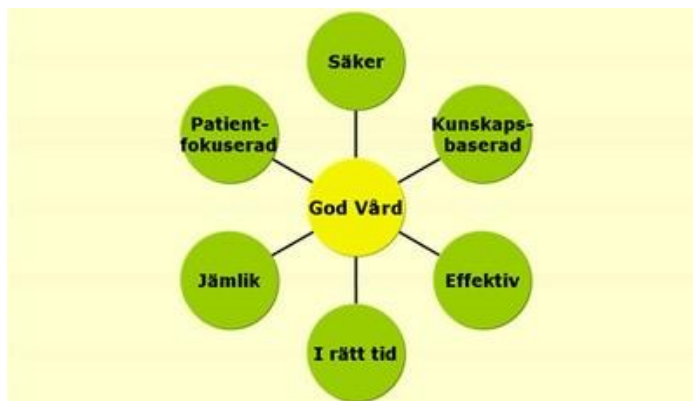 Säker
Patient-
fokuserad
Kunskaps-
baserad
God Vård
Jämlik
Effektiv
I rätt tid